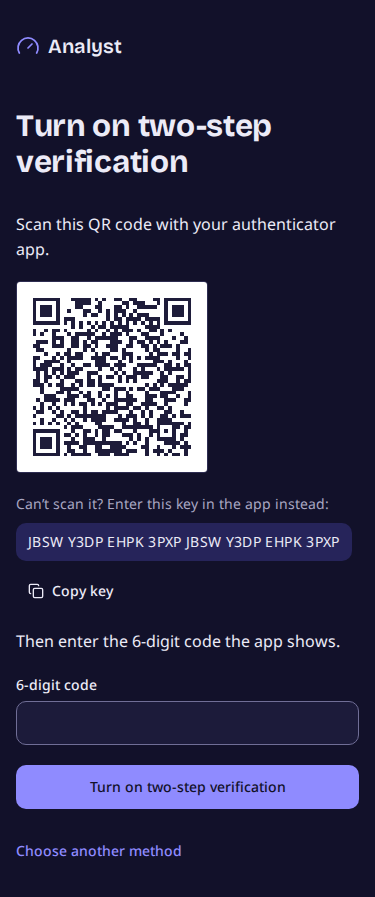 Analyst
Turn on two-step
verification
Scan this QR code with your authenticator
app.
Can't scan it? Enter this key in the app instead:
JBSW Y3DP EHPK 3PXP JBSW Y3DP EHPK 3PXP
Copy key
Then enter the 6-digit code the app shows.
6-digit code
Turn on two-step verification
Choose another method